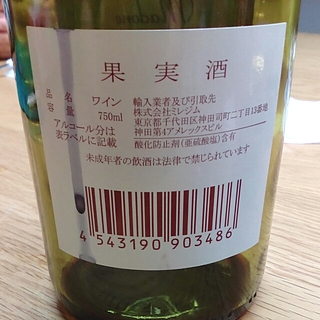 果実酒
品名 ワイン
容量 750ml
アルコール分は
表ラベルに記載
輸入業者及び引取先
株式会社ミレジム
東京都千代田区神田司町二丁目13番地
神田第4アメレックスビル
酸化防止剤(亜硫酸塩)含有
未成年者の飲酒は法律で禁じられています
4 543190 903486